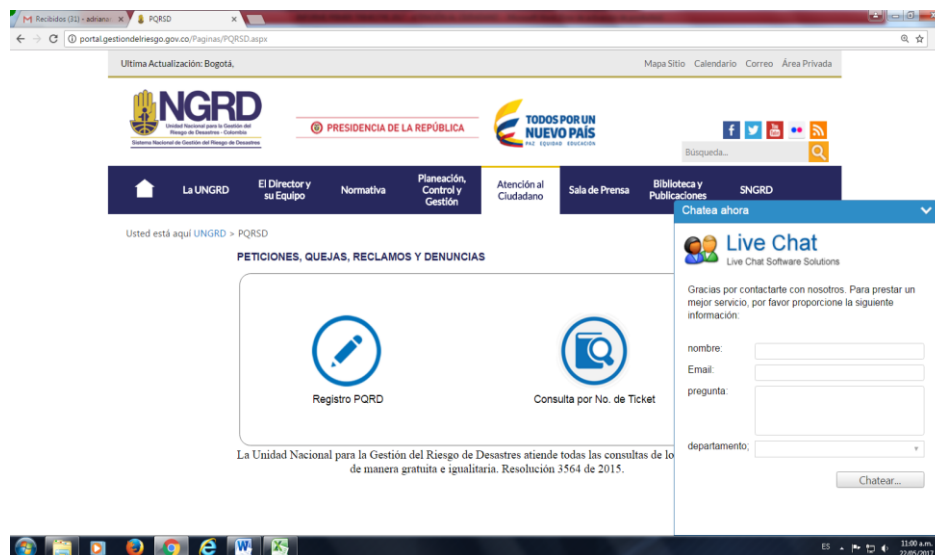 Recibidos (31) - adriana
PQRSD
portal.gestiondelriesgo.gov.co/Paginas/PQRSD.aspx
Ultima Actualización: Bogotá,
Mapa Sitio Calendario Correo Área Privada
NGRD
Unidad Nacional para la Gestión del
Riesgo de Desastres - Colombia
Sistema Nacional de Gestión del Riesgo de Desastres
PRESIDENCIA DE LA REPÚBLICA
TODOS POR UN
NUEVO PAÍS
PAZ EQUIDAD EDUCACIÓN
Búsqueda...
La UNGRD
El Director y
su Equipo
Normativa
Planeación,
Control y
Gestión
Atención al
Ciudadano
Sala de Prensa
Biblioteca y
Publicaciones
SNGRD
Usted está aquí UNGRD > PQRSD
PETICIONES, QUEJAS, RECLAMOS Y DENUNCIAS
Registro PQRD
Consulta por No. de Ticket
La Unidad Nacional para la Gestión del Riesgo de Desastres atiende todas las consultas de lo
de manera gratuita e igualitaria. Resolución 3564 de 2015.
Chatea ahora
Live Chat
Live Chat Software Solutions
Gracias por contactarte con nosotros. Para prestar un
mejor servicio, por favor proporcione la siguiente
información:
nombre:
Email:
pregunta:
departamento:
Chatear...
ES
11:00 a.m.
22/05/2017